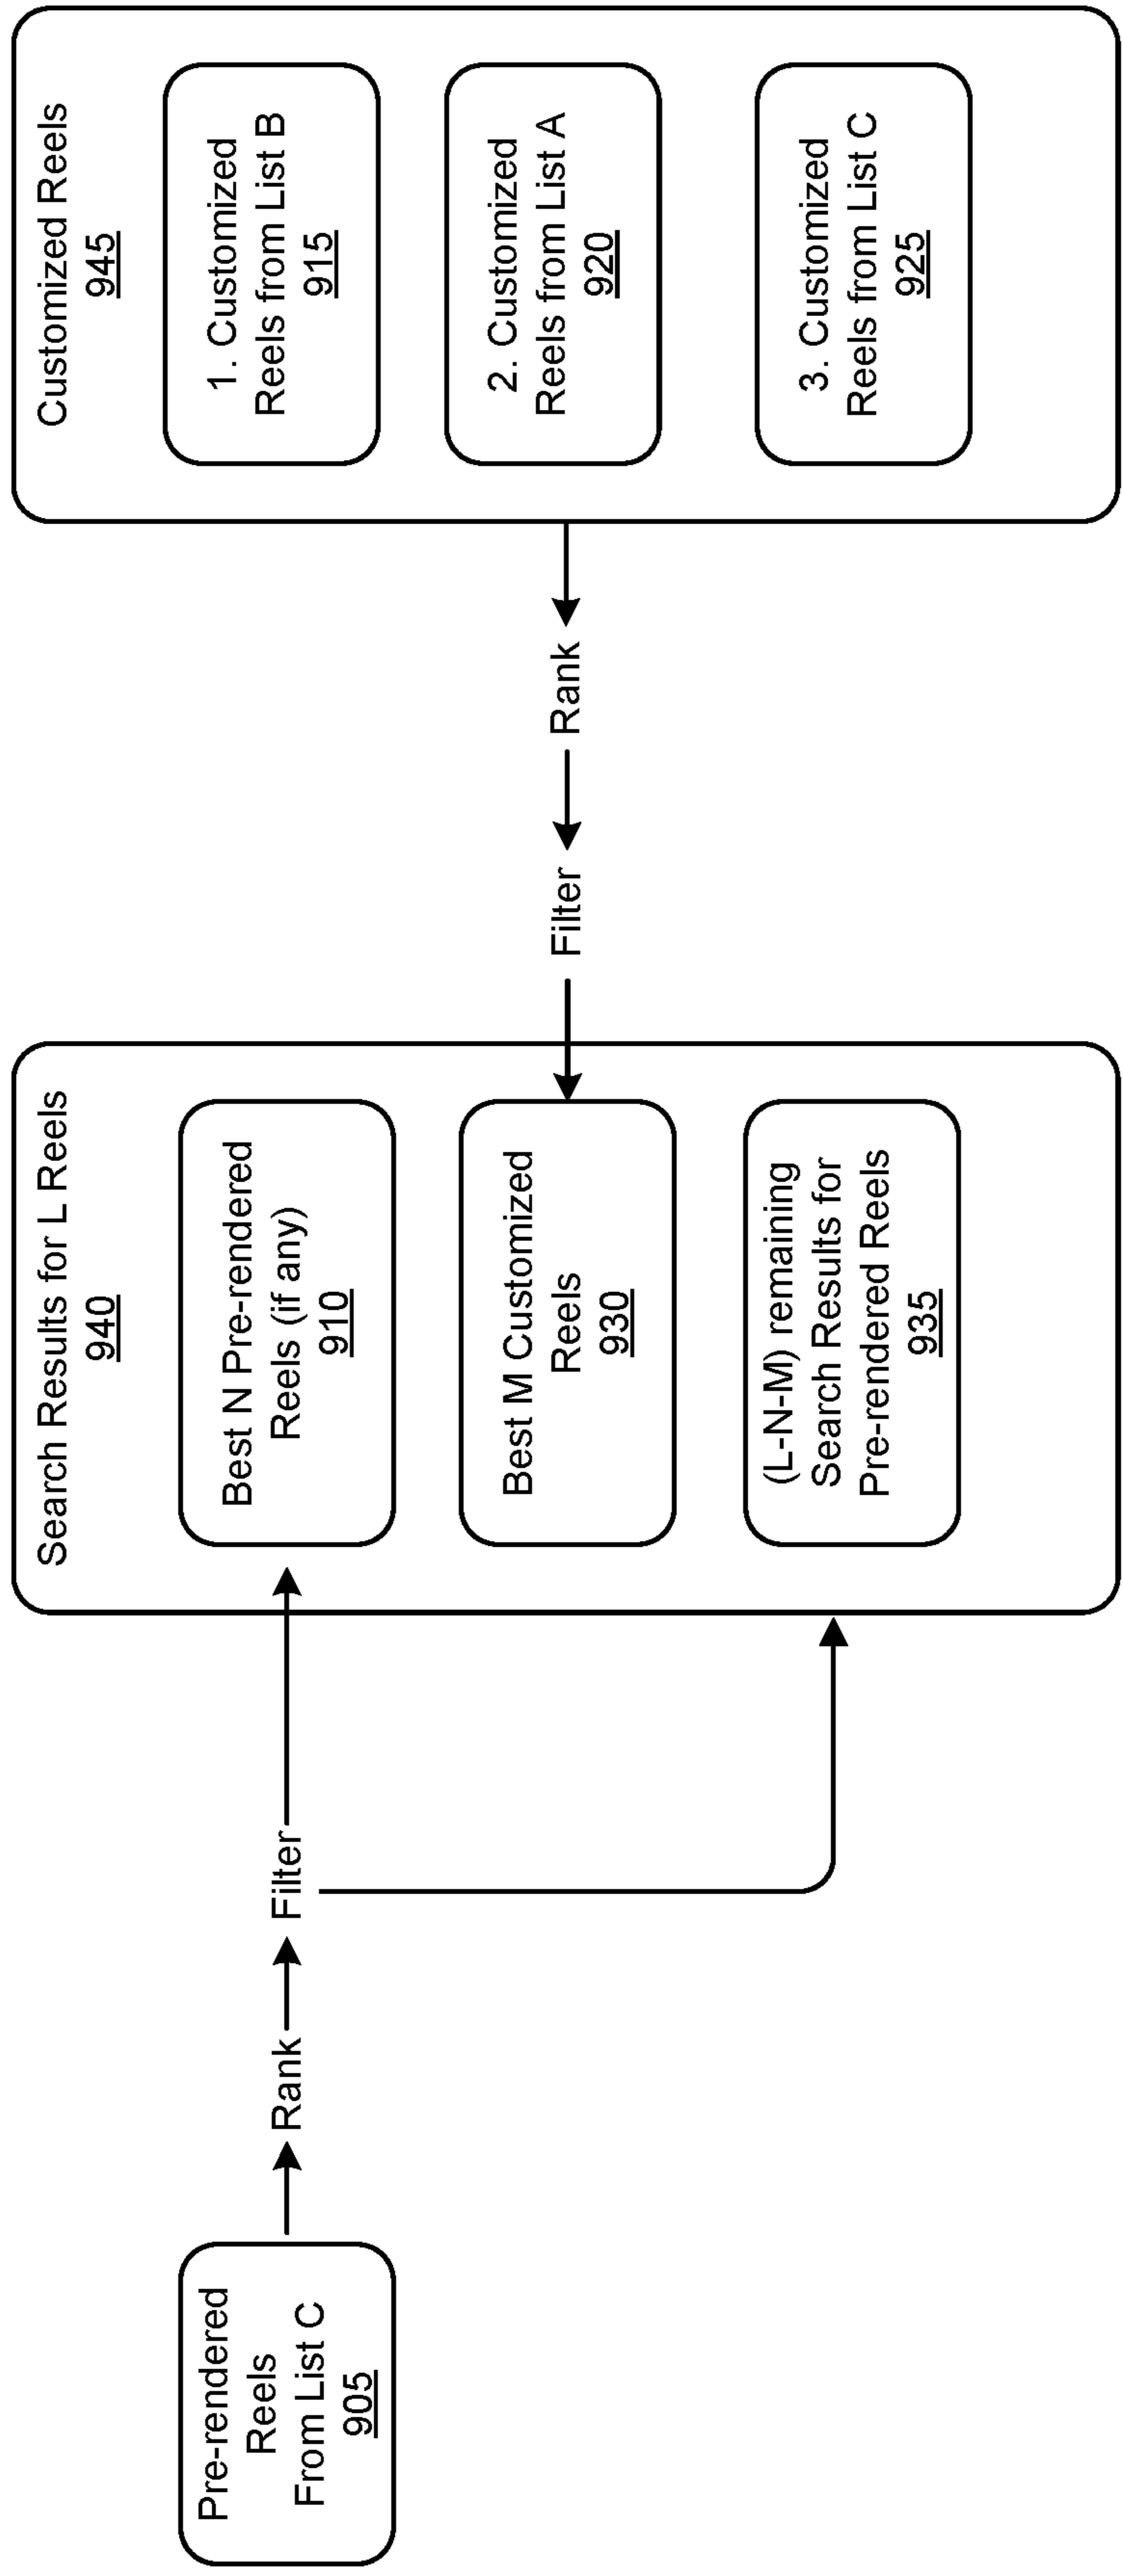 Pre-rendered
Reels
From List C
905
Rank
Filter
Search Results for L Reels
940
Best N Pre-rendered
Reels (if any)
910
Best M Customized
Reels
930
(L-N-M) remaining
Search Results for
Pre-rendered Reels
935
Filter
Rank
Customized Reels
945
1. Customized
Reels from List B
915
2. Customized
Reels from List A
920
3. Customized
Reels from List C
925